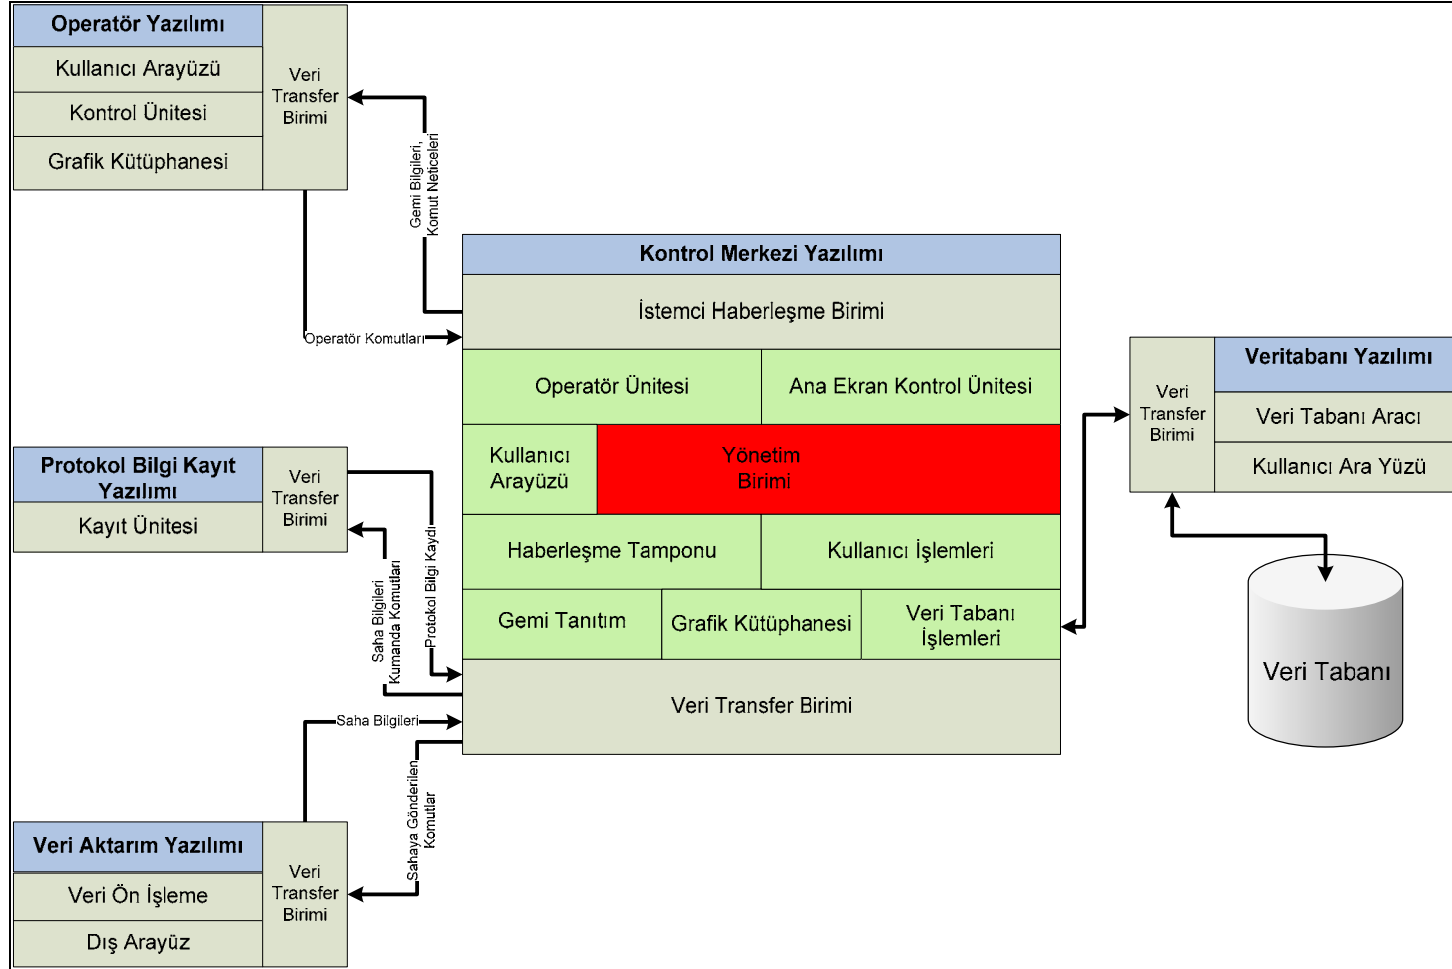 Operatör Yazılımı
Kullanıcı Arayüzü
Kontrol Ünitesi
Grafik Kütüphanesi
Veri
Transfer
Birimi
Gemi Bilgileri,
Komut Neticeleri
Operatör Komutları
Kontrol Merkezi Yazılımı
İstemci Haberleşme Birimi
Operatör Ünitesi
Ana Ekran Kontrol Ünitesi
Kullanıcı
Arayüzü
Yönetim
Birimi
Haberleşme Tamponu
Kullanıcı İşlemleri
Gemi Tanıtım
Grafik Kütüphanesi
Veri Tabanı
İşlemleri
Veri Transfer Birimi
Veri
Transfer
Birimi
Veritabanı Yazılımı
Veri Tabanı Aracı
Kullanıcı Ara Yüzü
Veri Tabanı
Protokol Bilgi Kayıt
Yazılımı
Kayıt Ünitesi
Veri
Transfer
Birimi
Protokol Bilgi Kaydı
Saha Bilgileri
Kumanda Komutları
Saha Bilgileri
Sahaya Gönderilen
Komutlar
Veri Aktarım Yazılımı
Veri Ön İşleme
Dış Arayüz
Veri
Transfer
Birimi